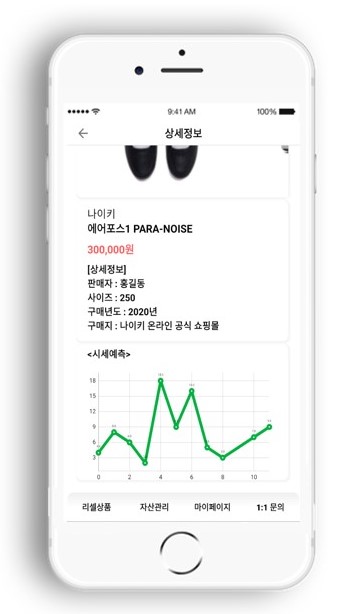 9:41 AM
100%
상세정보
나이키
에어포스1 PARA-NOISE
300,000원
[상세정보]
판매자 : 홍길동
사이즈 : 250
구매년도 : 2020년
구매지 : 나이키 온라인 공식 쇼핑몰
<시세예측>
18
15
12
9
6
3
0 2 4 6 8 10
리셀상품 자산관리 마이페이지 1:1 문의